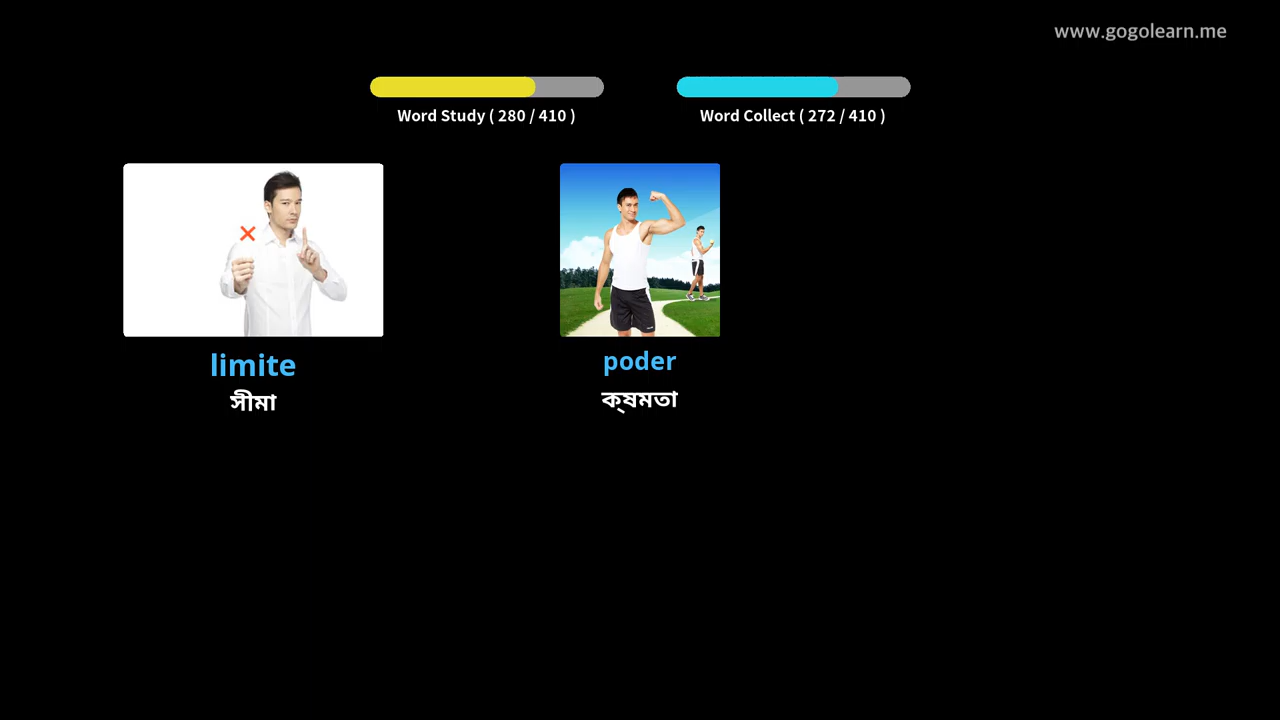 www.gogolearn.me
Word Study ( 280 / 410 )
Word Collect ( 272 / 410 )
limite
সীমা
poder
ক্ষমতা